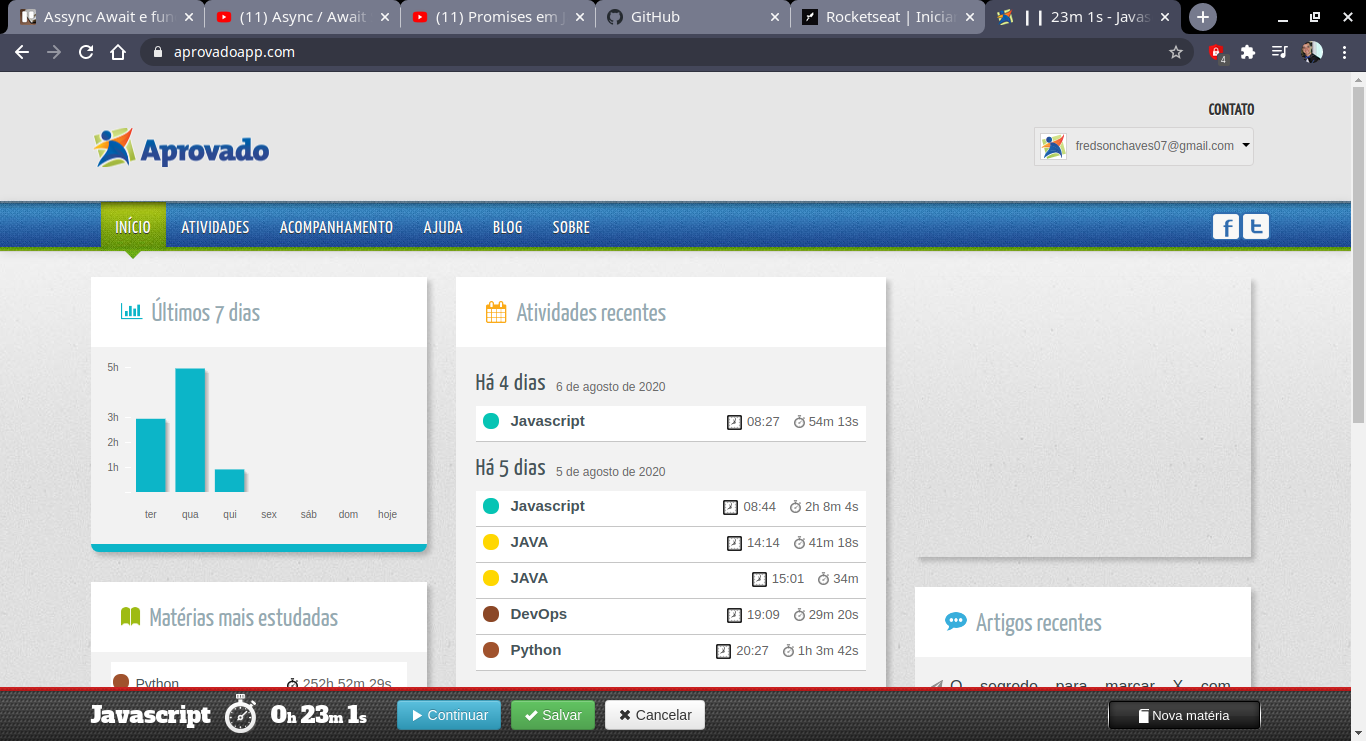 Assync Await e fun
(11) Async / Await
(11) Promises em J
GitHub
Rocketseat | Inicia
❙❙ 23m 1s - Javas
aprovadoapp.com
4
CONTATO
Aprovado
fredsonchaves07@gmail.com
INÍCIO ATIVIDADES ACOMPANHAMENTO AJUDA BLOG SOBRE
Últimos 7 dias
5h
3h
2h
1h
ter qua qui sex sáb dom hoje
Matérias mais estudadas
Python 252h 52m 29s
Atividades recentes
Há 4 dias 6 de agosto de 2020
Javascript 08:27 54m 13s
Há 5 dias 5 de agosto de 2020
Javascript 08:44 2h 8m 4s
JAVA 14:14 41m 18s
JAVA 15:01 34m
DevOps 19:09 29m 20s
Python 20:27 1h 3m 42s
Artigos recentes
O segredo para marcar X com
Javascript 0h 23m 1s Continuar Salvar Cancelar Nova matéria